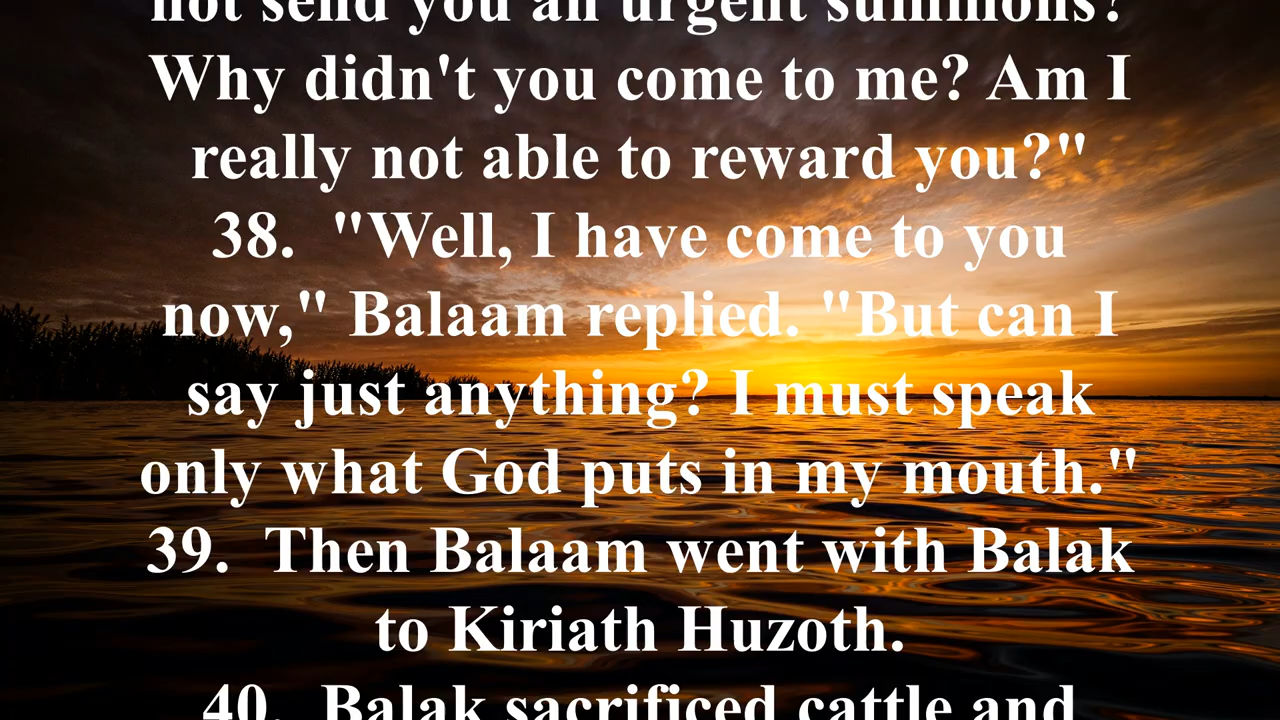 not send you an urgent summons?
Why didn't you come to me? Am I
really not able to reward you?"
38.  "Well, I have come to you
now," Balaam replied. "But can I
say just anything? I must speak
only what God puts in my mouth."
39.  Then Balaam went with Balak
to Kiriath Huzoth.
40.  Balak sacrificed cattle and